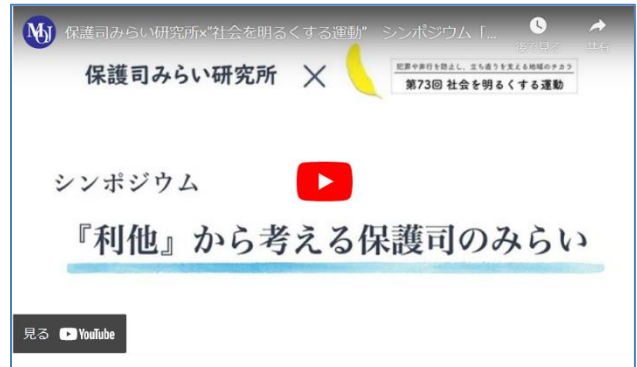 MOJ
保護司みらい研究所×"社会を明るくする運動" シンポジウム「...
後で見る 共有
保護司みらい研究所 ×
犯罪や非行を防止し、立ち直りを支える地域のチカラ
第73回 社会を明るくする運動
シンポジウム
『利他』から考える保護司のみらい
見る YouTube